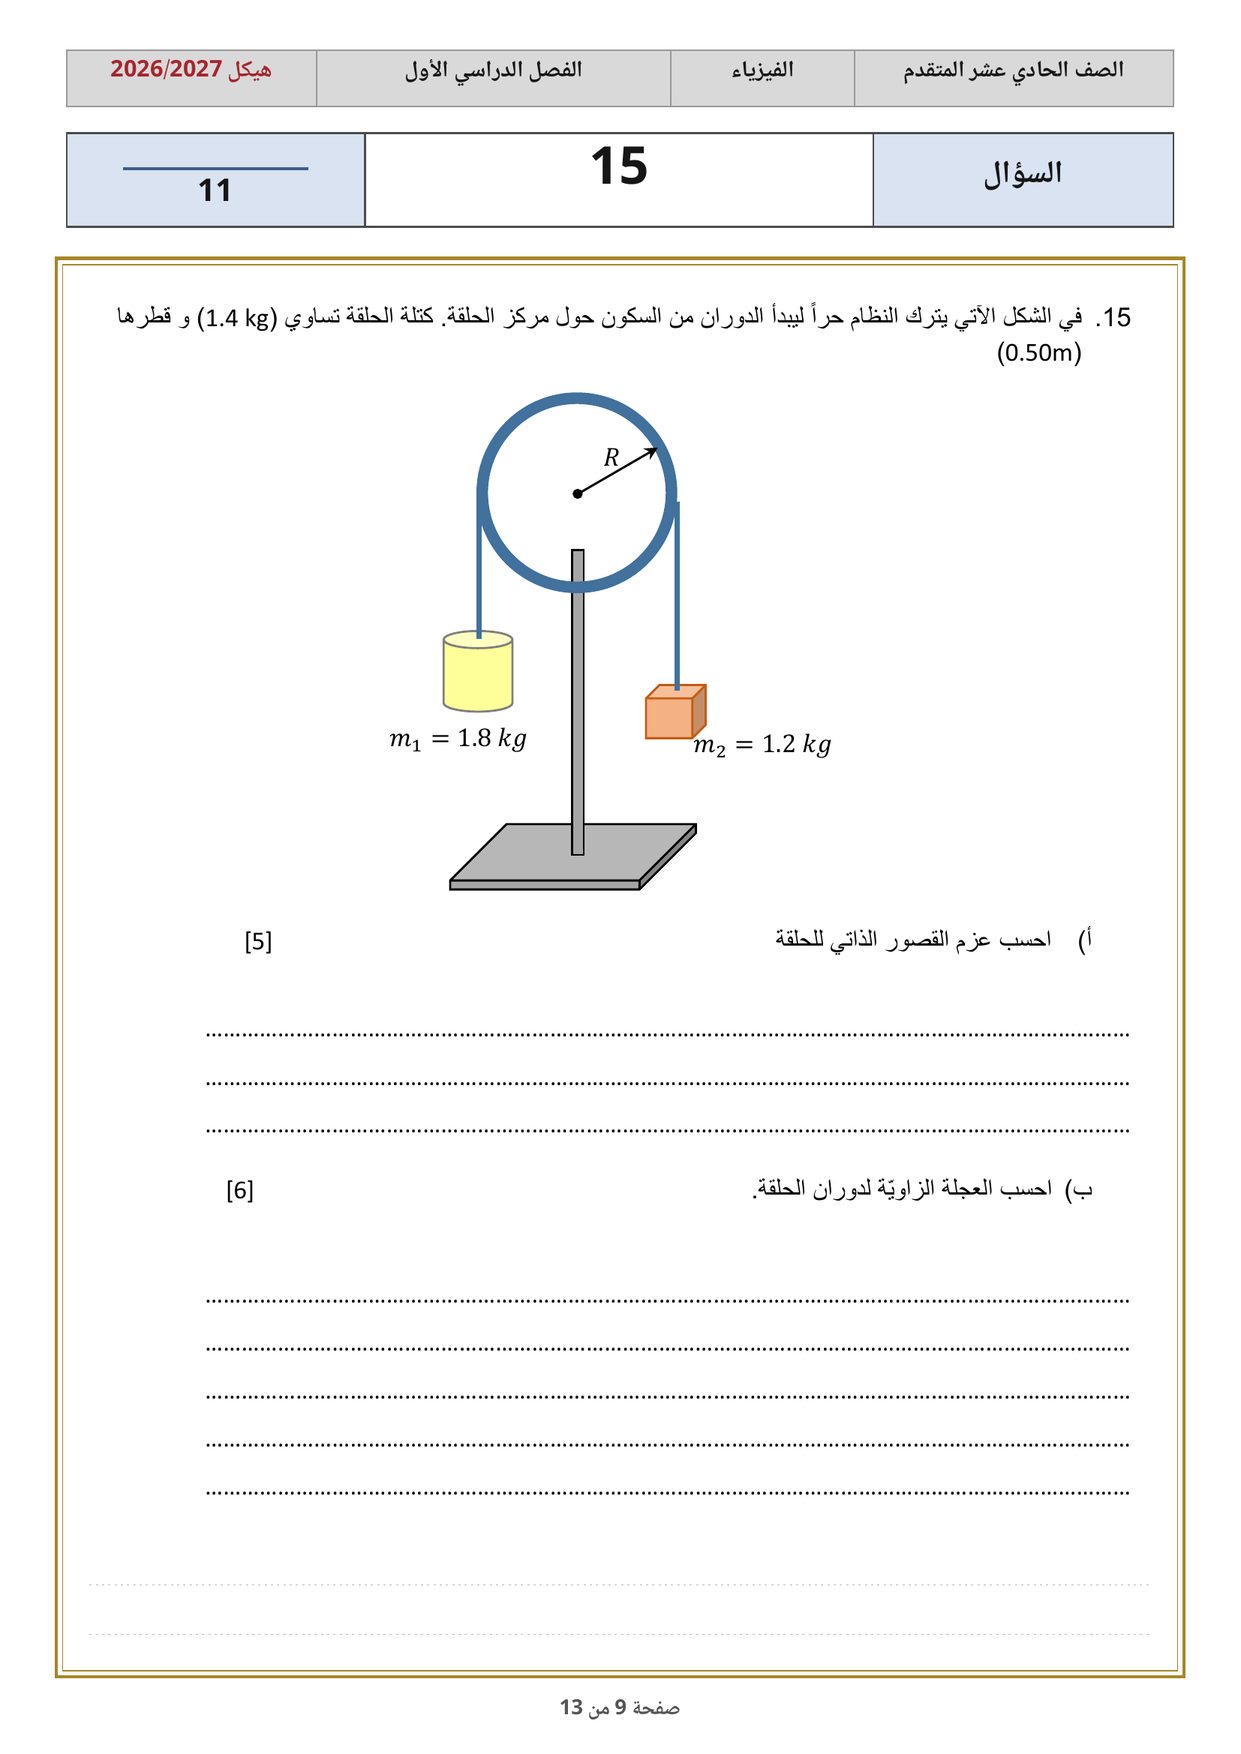 الصف الحادي عشر المتقدم
الفيزياء
الفصل الدراسي الأول
هيكل 2026/2027
السؤال
15
11
15. في الشكل الآتي يترك النظام حراً ليبدأ الدوران من السكون حول مركز الحلقة. كتلة الحلقة تساوي (1.4 kg) و قطرها
(0.50m)
R
m₁ = 1.8 kg
m₂ = 1.2 kg
أ) احسب عزم القصور الذاتي للحلقة [5]
ب) احسب العجلة الزاويّة لدوران الحلقة. [6]
صفحة 9 من 13